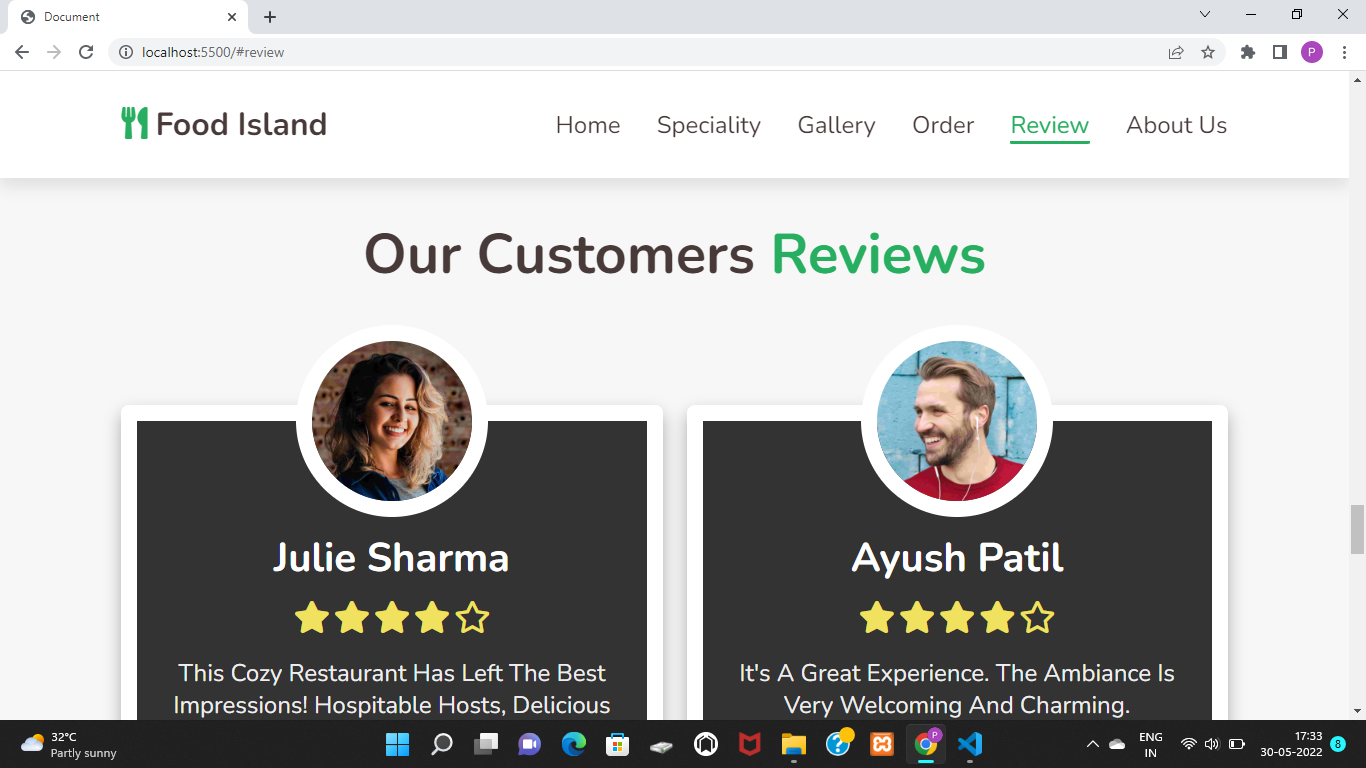 Document
localhost:5500/#review
P
Food Island
Home
Speciality
Gallery
Order
Review
About Us
Our Customers Reviews
Julie Sharma
Ayush Patil
This Cozy Restaurant Has Left The Best
Impressions! Hospitable Hosts, Delicious
It's A Great Experience. The Ambiance Is
Very Welcoming And Charming.
32°C
Partly sunny
P
ENG
IN
17:33
30-05-2022
8